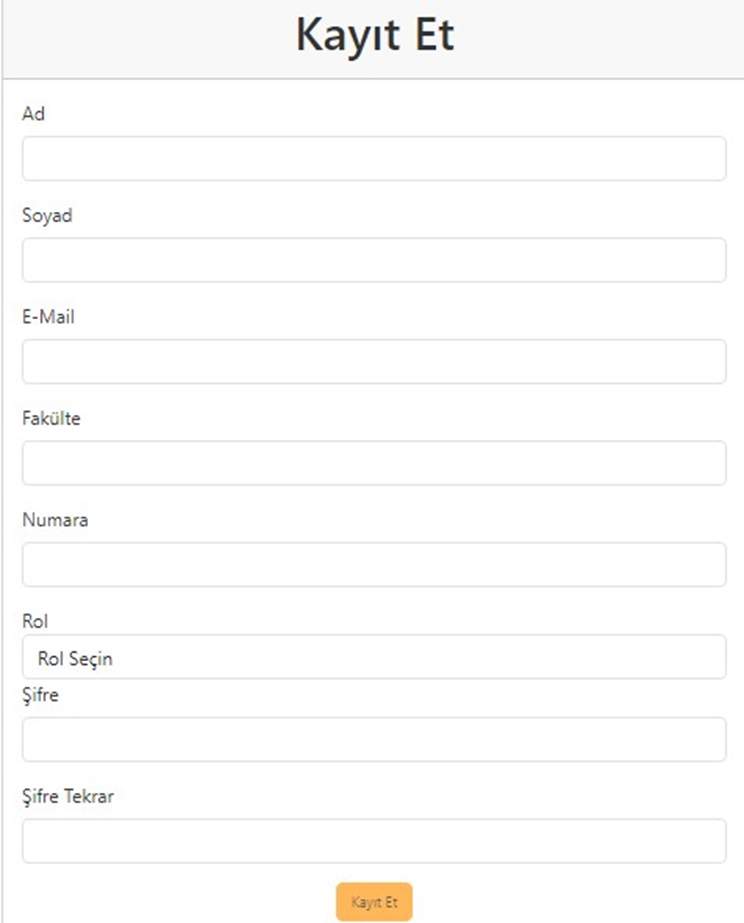 Kayıt Et
Ad
Soyad
E-Mail
Fakülte
Numara
Rol
Rol Seçin
Şifre
Şifre Tekrar
Kayıt Et